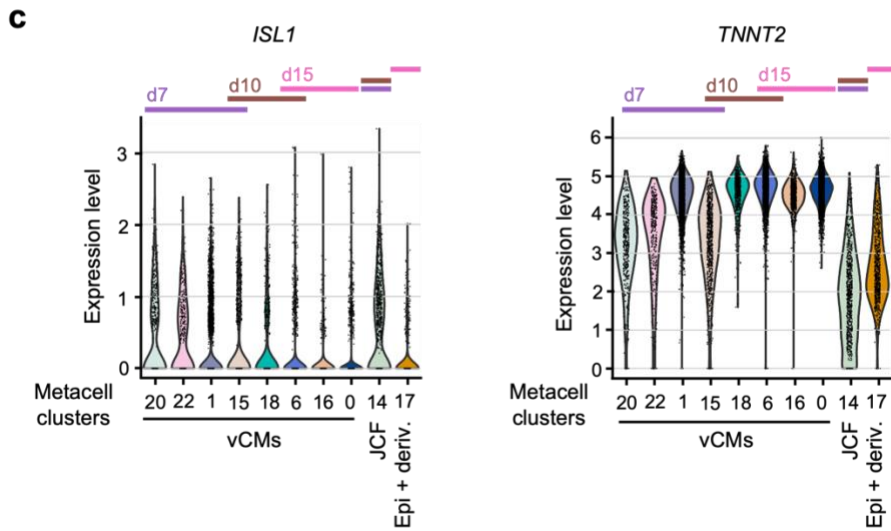 c
ISL1
d15
d10
d7
3
2
1
0
Expression level
Metacell clusters
20 22 1 15 18 6 16 0 14 17
vCMs
JCF
Epi + deriv.
TNNT2
d15
d10
d7
6
5
4
3
2
1
0
Expression level
Metacell clusters
20 22 1 15 18 6 16 0 14 17
vCMs
JCF
Epi + deriv.